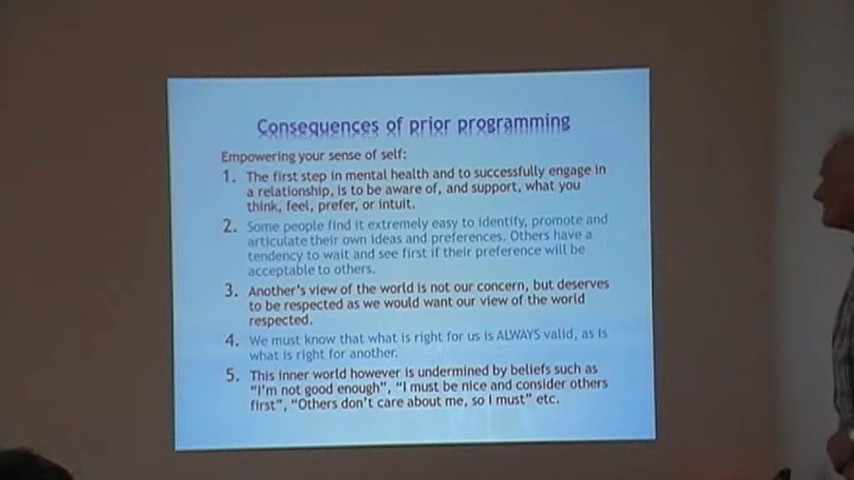 Consequences of prior programming
Empowering your sense of self:
1. The first step in mental health and to successfully engage in
a relationship, is to be aware of, and support, what you
think, feel, prefer, or intuit.
2. Some people find it extremely easy to identify, promote and
articulate their own ideas and preferences. Others have a
tendency to wait and see first if their preference will be
acceptable to others.
3. Another's view of the world is not our concern, but deserves
to be respected as we would want our view of the world
respected.
4. We must know that what is right for us is ALWAYS valid, as is
what is right for another.
5. This inner world however is undermined by beliefs such as
"I'm not good enough", "I must be nice and consider others
first", "Others don't care about me, so I must" etc.